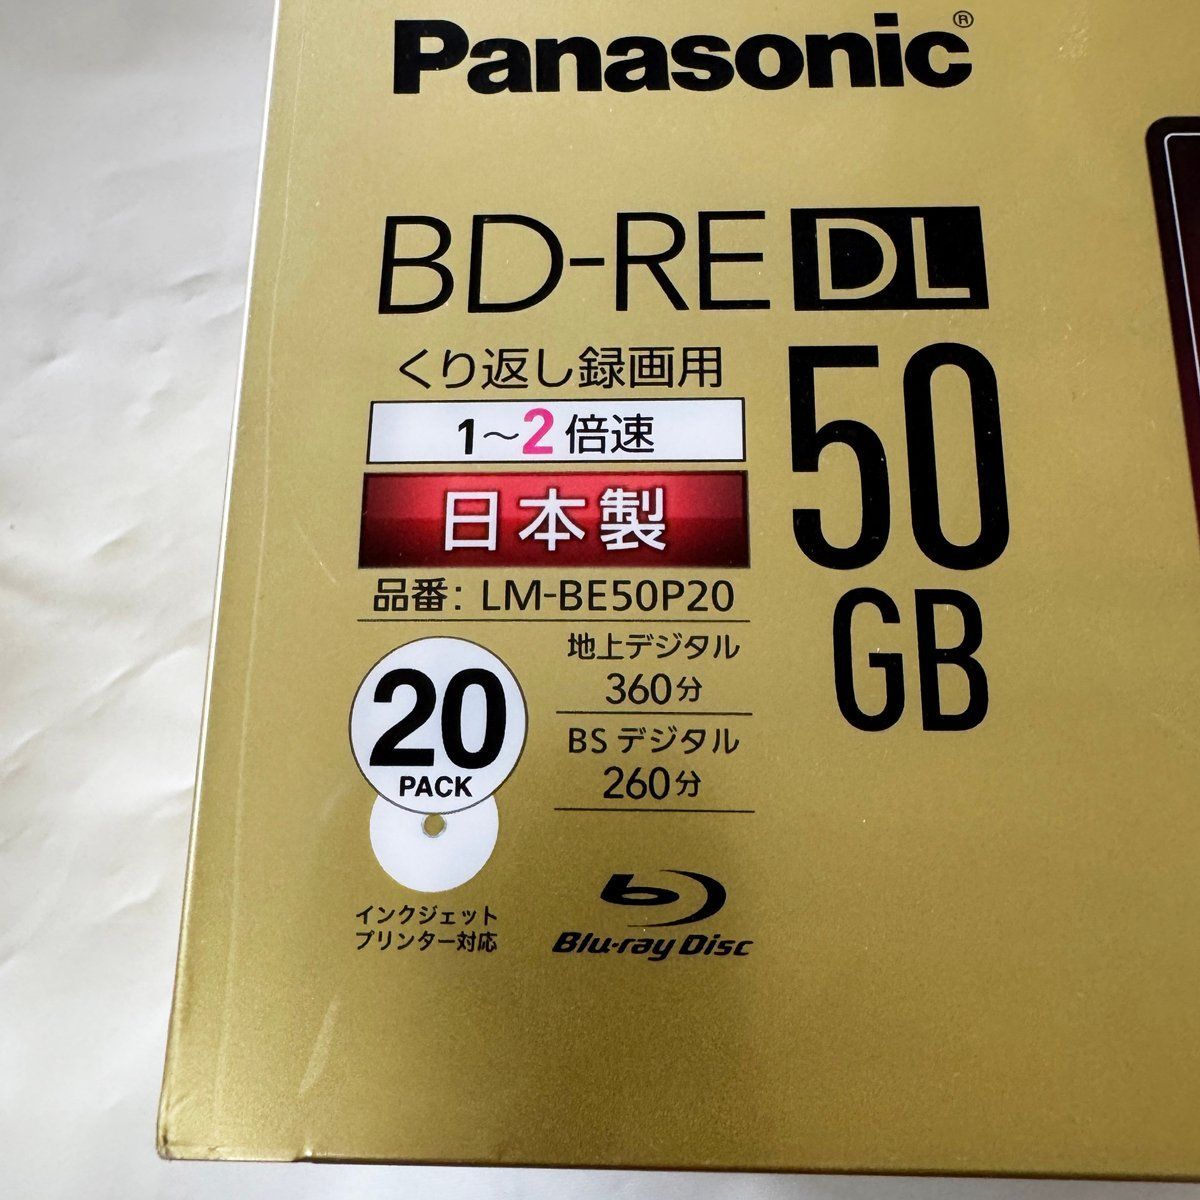 Panasonic®
BD-RE DL
くり返し録画用
1～2倍速
日本製
50
GB
品番: LM-BE50P20
20
PACK
地上デジタル
360分
BSデジタル
260分
インクジェット
プリンター対応
Blu-ray Disc